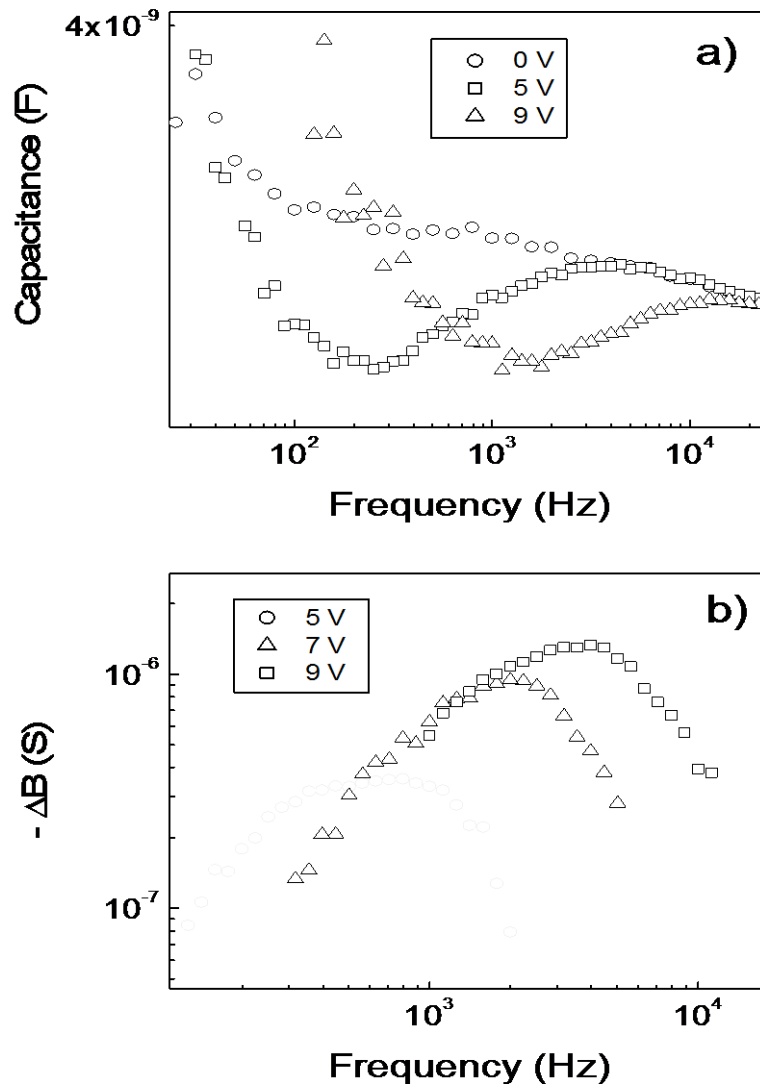 4x10⁻⁹
a)
0 V
5 V
9 V
Capacitance (F)
10² 10³ 10⁴
Frequency (Hz)
b)
5 V
7 V
9 V
10⁻⁶
10⁻⁷
- ΔB (S)
10³ 10⁴
Frequency (Hz)